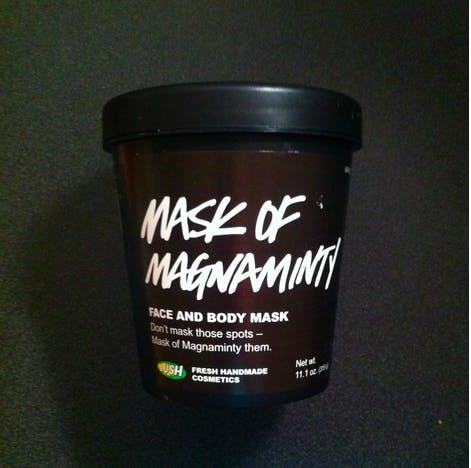 MASK OF
MAGNAMINTY
FACE AND BODY MASK
Don't mask those spots –
Mask of Magnaminty them.
LUSH
FRESH HANDMADE
COSMETICS
Net wt.
11.1 oz. (315 g)